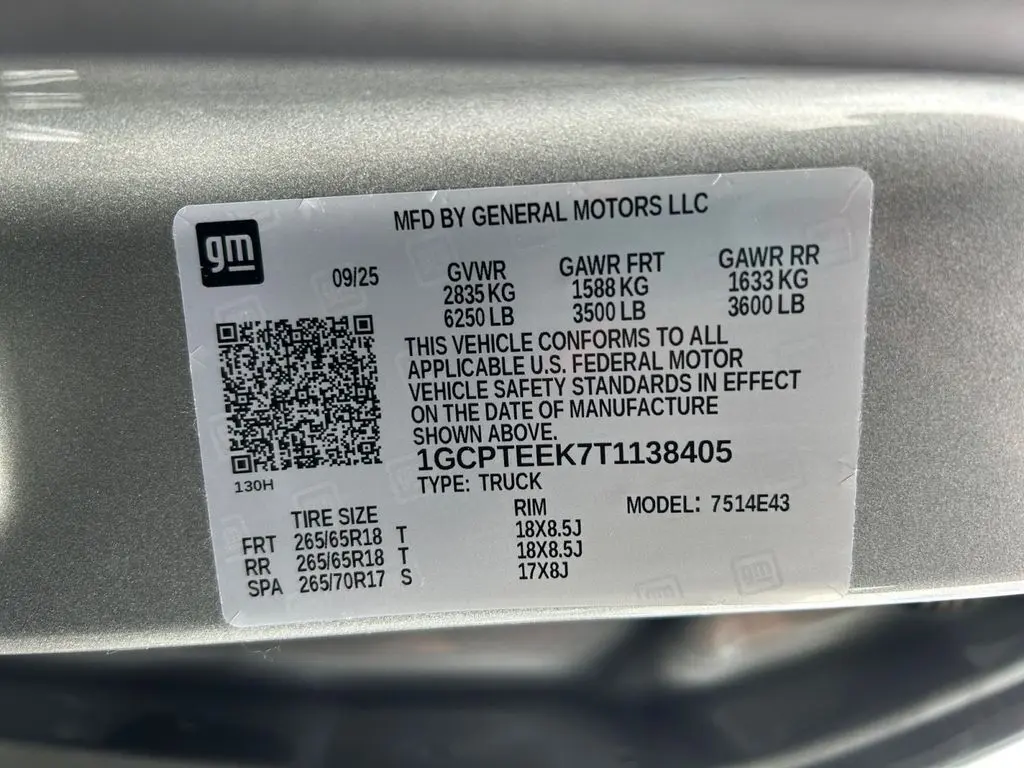 gm
MFD BY GENERAL MOTORS LLC
09/25
GVWR GAWR FRT GAWR RR
2835 KG 1588 KG 1633 KG
6250 LB 3500 LB 3600 LB
THIS VEHICLE CONFORMS TO ALL
APPLICABLE U.S. FEDERAL MOTOR
VEHICLE SAFETY STANDARDS IN EFFECT
ON THE DATE OF MANUFACTURE
SHOWN ABOVE.
1GCPTEEK7T1138405
130H
TYPE: TRUCK
TIRE SIZE RIM MODEL: 7514E43
FRT 265/65R18 T 18X8.5J
RR 265/65R18 T 18X8.5J
SPA 265/70R17 S 17X8J
gm
gm